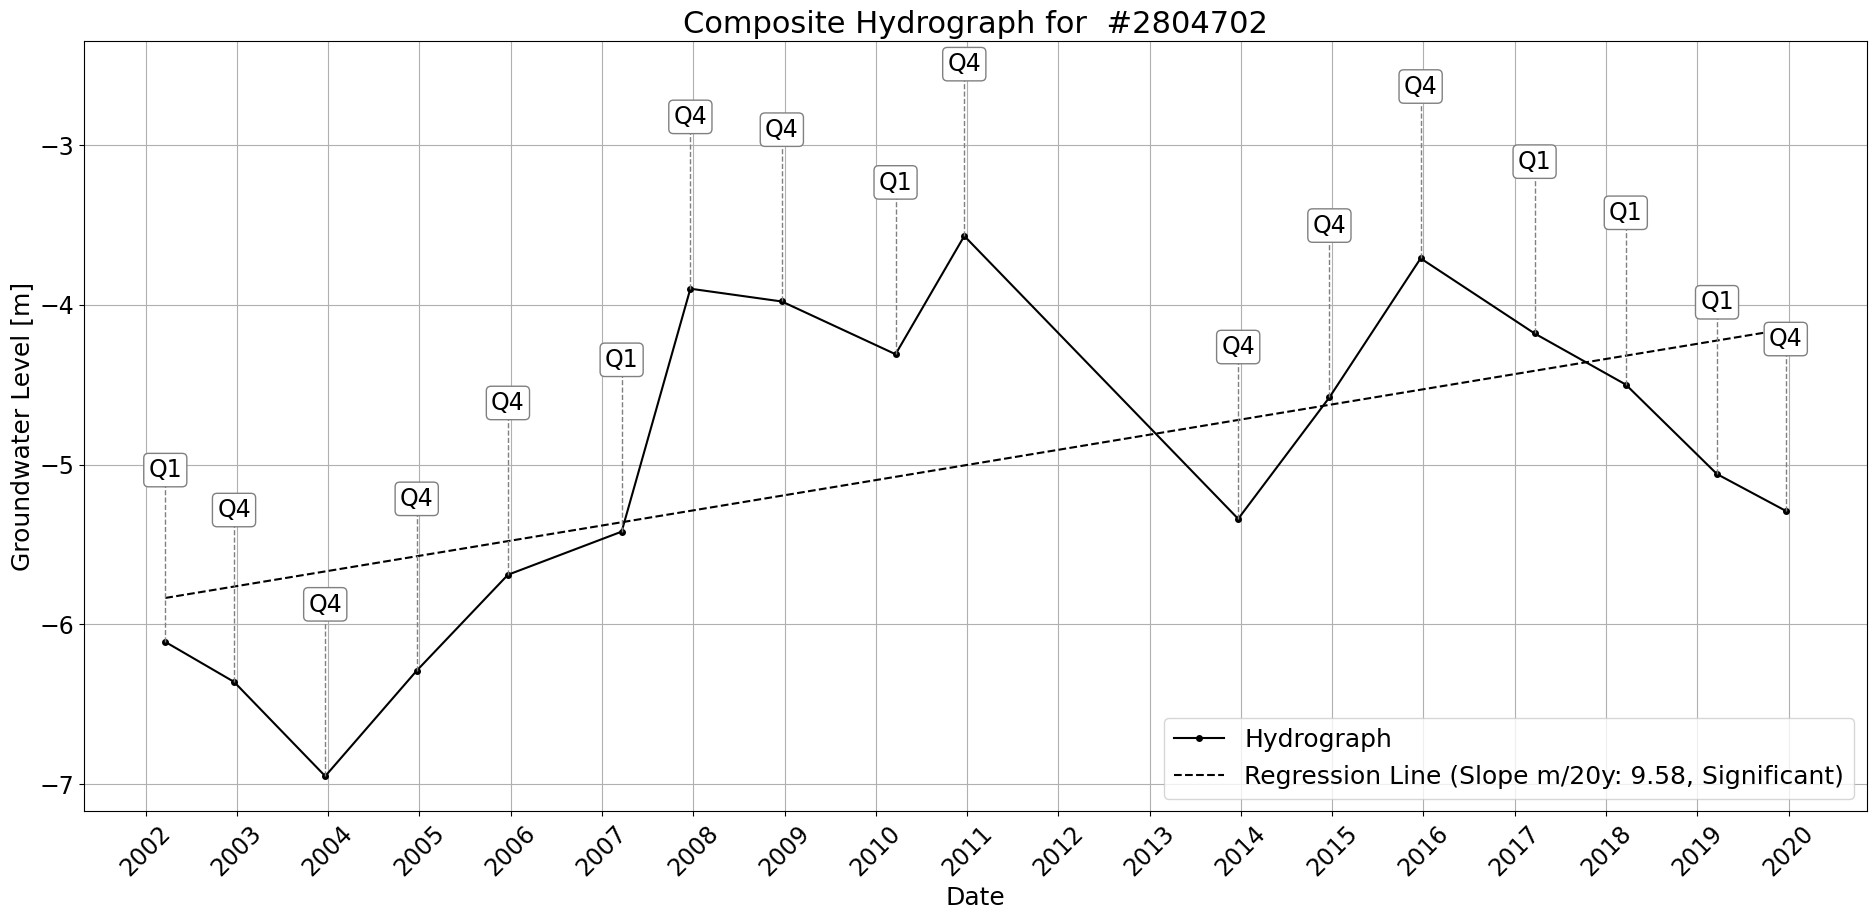 Composite Hydrograph for  #2804702
Q4
Q4
Q4
Q4
−3
Q1
Q1
Q1
Q4
Q1
−4
Q4
Q4
Q1
Q4
Q1
Q4
Q4
−5
Q4
−6
−7
Groundwater Level [m]
Hydrograph
Regression Line (Slope m/20y: 9.58, Significant)
2002
2003
2004
2005
2006
2007
2008
2009
2010
2011
2012
2013
2014
2015
2016
2017
2018
2019
2020
Date